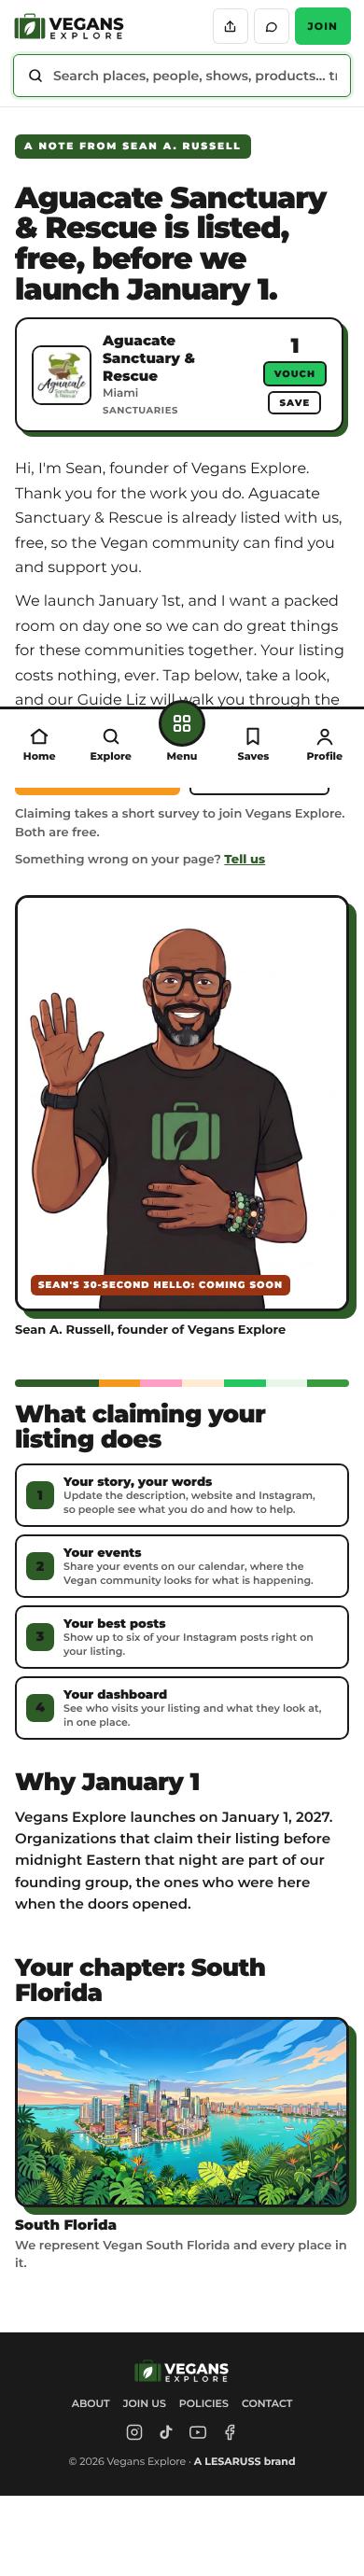 VEGANS
EXPLORE
JOIN
Search places, people, shows, products... tr
A NOTE FROM SEAN A. RUSSELL
Aguacate Sanctuary
& Rescue is listed,
free, before we
launch January 1.
Aguacate
Sanctuary &
Rescue
Miami
SANCTUARIES
1
VOUCH
SAVE
Aguacate
Sanctuary
& Rescue
Hi, I'm Sean, founder of Vegans Explore.
Thank you for the work you do. Aguacate
Sanctuary & Rescue is already listed with us,
free, so the Vegan community can find you
and support you.
We launch January 1st, and I want a packed
room on day one so we can do great things
for these communities together. Your listing
costs nothing, ever. Tap below, take a look,
and our Guide Liz will walk you through the
Home
Explore
Menu
Saves
Profile
Claiming takes a short survey to join Vegans Explore.
Both are free.
Something wrong on your page? Tell us
SEAN'S 30-SECOND HELLO: COMING SOON
Sean A. Russell, founder of Vegans Explore
What claiming your
listing does
1
Your story, your words
Update the description, website and Instagram,
so people see what you do and how to help.
2
Your events
Share your events on our calendar, where the
Vegan community looks for what is happening.
3
Your best posts
Show up to six of your Instagram posts right on
your listing.
4
Your dashboard
See who visits your listing and what they look at,
in one place.
Why January 1
Vegans Explore launches on January 1, 2027.
Organizations that claim their listing before
midnight Eastern that night are part of our
founding group, the ones who were here
when the doors opened.
Your chapter: South
Florida
South Florida
We represent Vegan South Florida and every place in
it.
VEGANS
EXPLORE
ABOUT JOIN US POLICIES CONTACT
© 2026 Vegans Explore · A LESARUSS brand